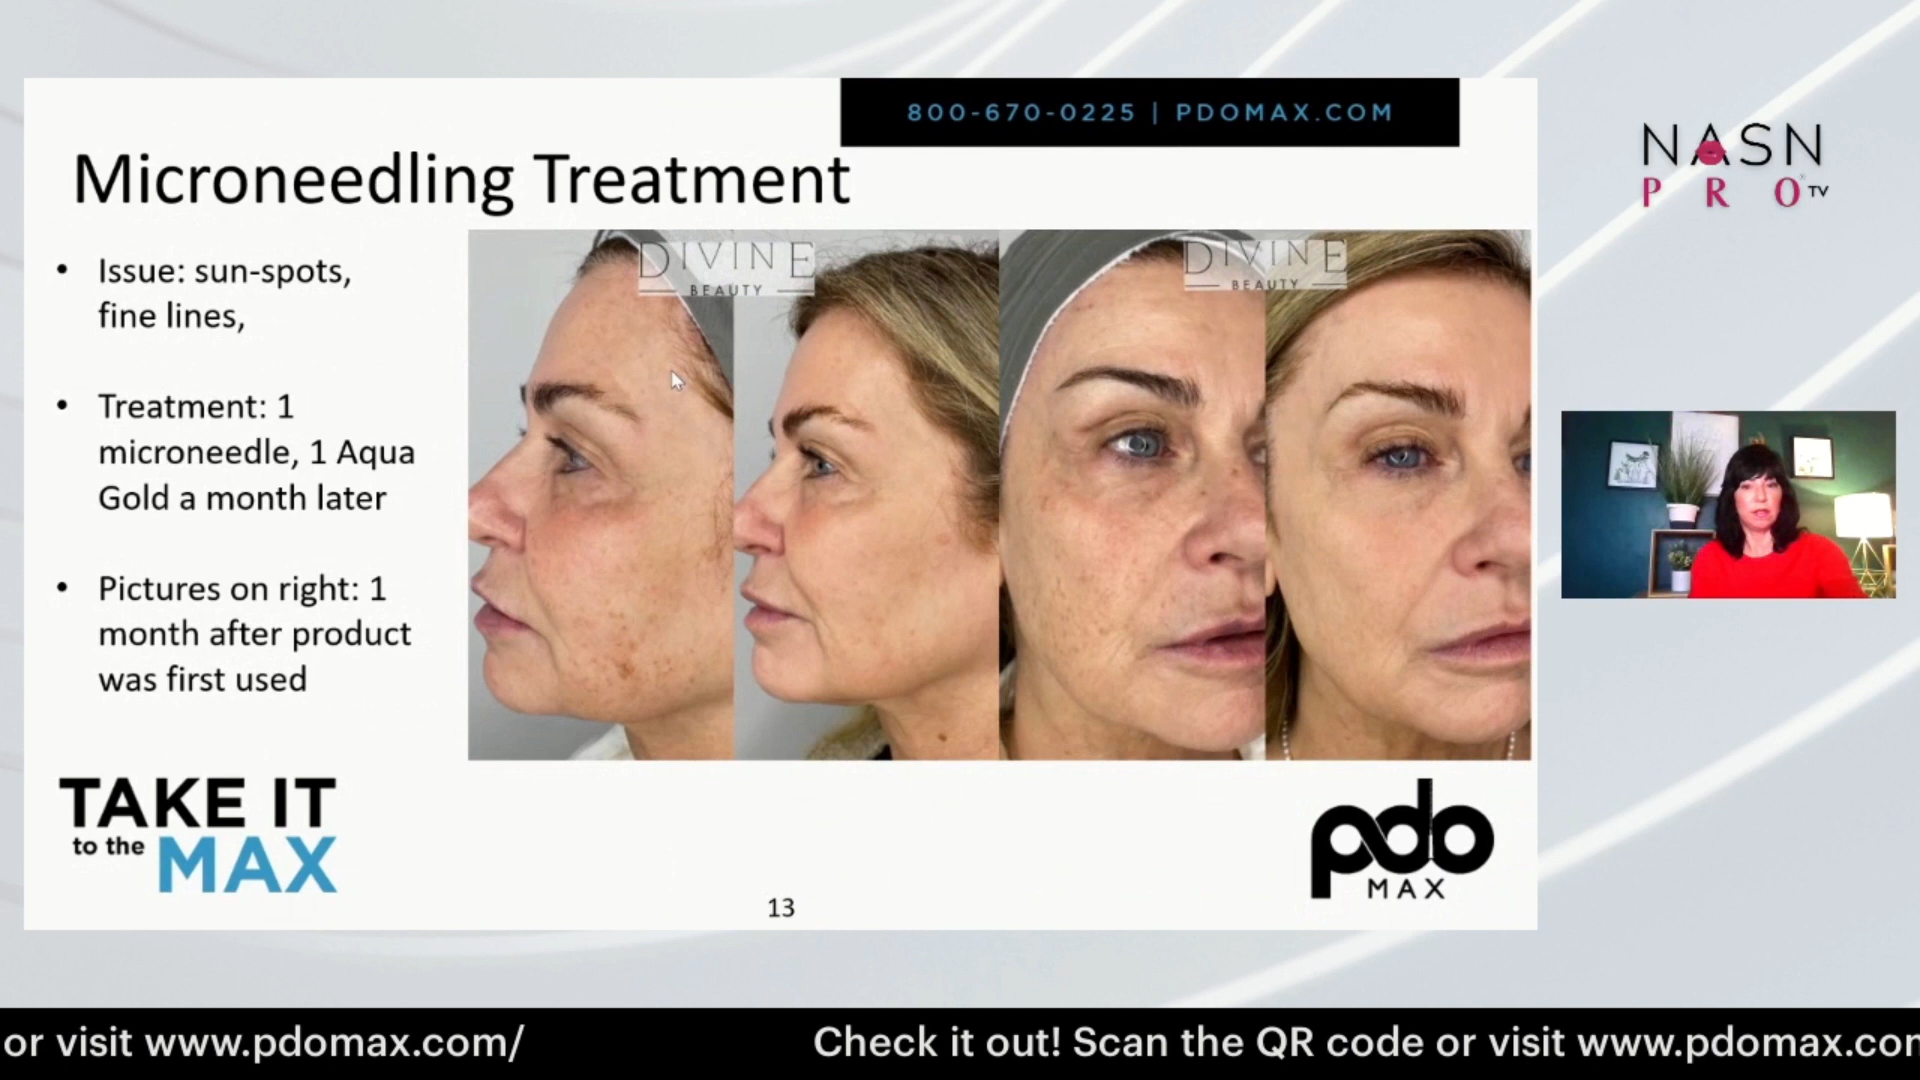 800-670-0225 | PDOMAX.COM
NASN
PRO® TV
Microneedling Treatment
• Issue: sun-spots,
fine lines,
• Treatment: 1
microneedle, 1 Aqua
Gold a month later
• Pictures on right: 1
month after product
was first used
DIVINE
BEAUTY
DIVINE
BEAUTY
TAKE IT
to the MAX
pdo
MAX
13
or visit www.pdomax.com/
Check it out! Scan the QR code or visit www.pdomax.com